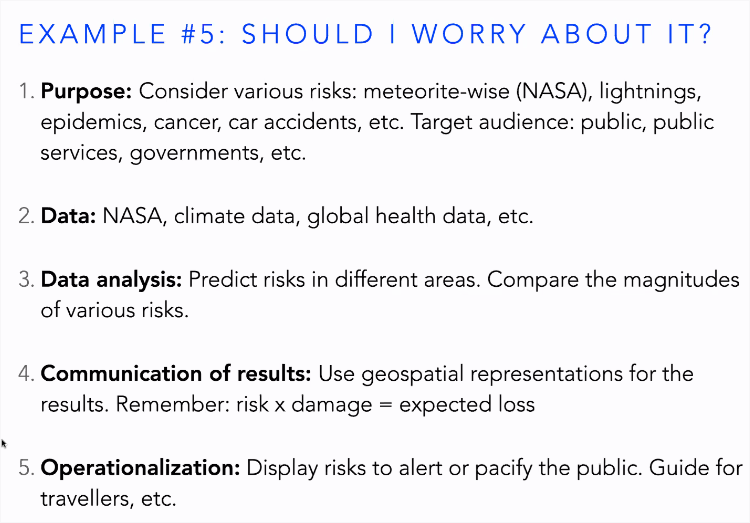 EXAMPLE #5: SHOULD I WORRY ABOUT IT?
1. Purpose: Consider various risks: meteorite-wise (NASA), lightnings,
epidemics, cancer, car accidents, etc. Target audience: public, public
services, governments, etc.
2. Data: NASA, climate data, global health data, etc.
3. Data analysis: Predict risks in different areas. Compare the magnitudes
of various risks.
4. Communication of results: Use geospatial representations for the
results. Remember: risk x damage = expected loss
5. Operationalization: Display risks to alert or pacify the public. Guide for
travellers, etc.